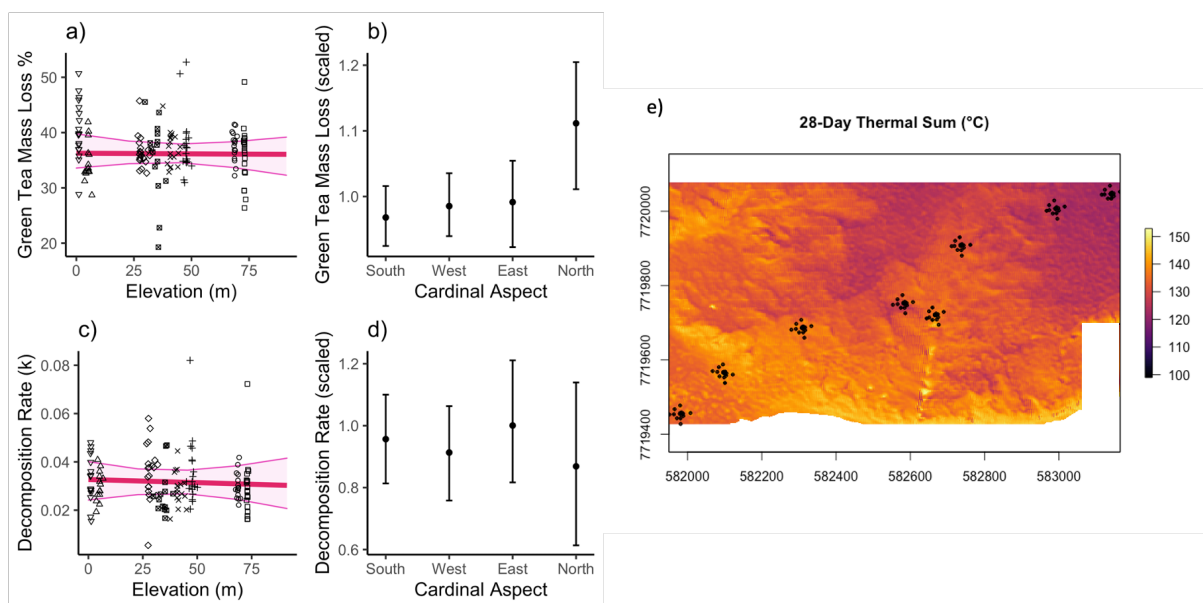 a)
Green Tea Mass Loss %
50
40
30
20
0 25 50 75
Elevation (m)
b)
Green Tea Mass Loss (scaled)
1.2
1.1
1.0
South West East North
Cardinal Aspect
c)
Decomposition Rate (k)
0.08
0.06
0.04
0.02
0 25 50 75
Elevation (m)
d)
Decomposition Rate (scaled)
1.2
1.0
0.8
0.6
South West East North
Cardinal Aspect
e)
28-Day Thermal Sum (°C)
7720000
7719800
7719600
7719400
582000 582200 582400 582600 582800 583000
150
140
130
120
110
100